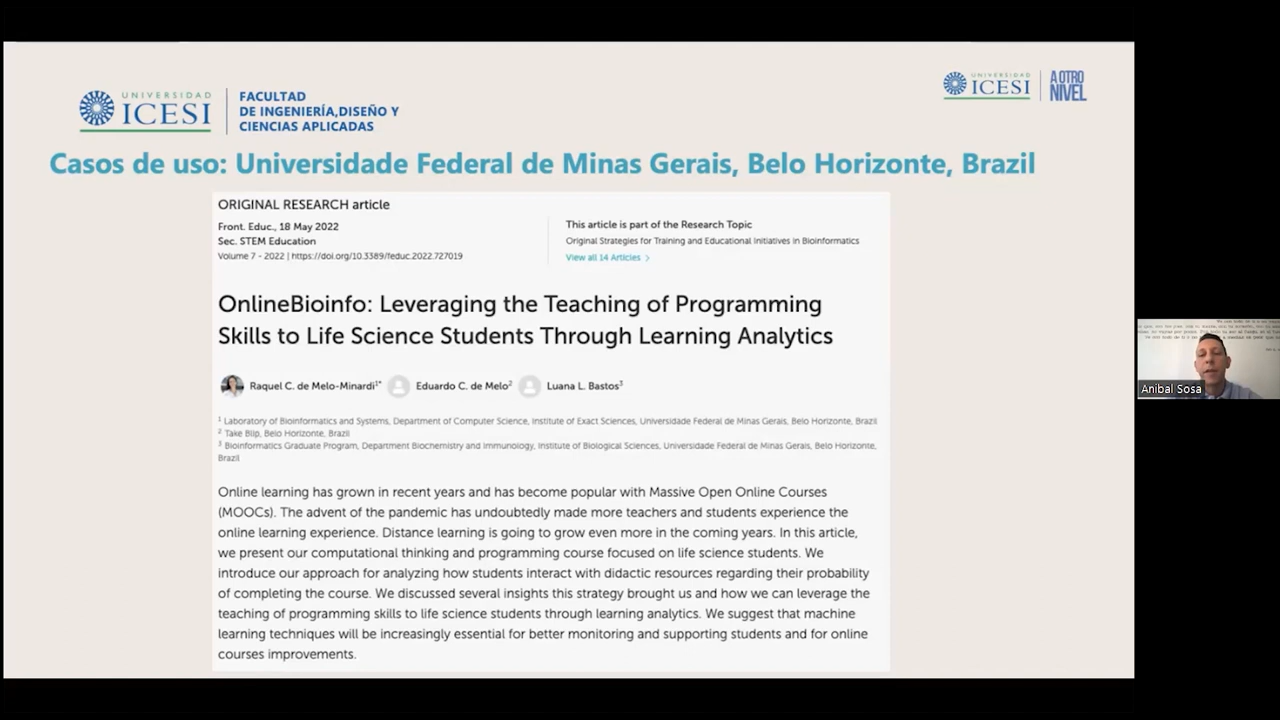 UNIVERSIDAD
ICESI
FACULTAD
DE INGENIERÍA,DISEÑO Y
CIENCIAS APLICADAS
UNIVERSIDAD
ICESI
A OTRO
NIVEL
Casos de uso: Universidade Federal de Minas Gerais, Belo Horizonte, Brazil
ORIGINAL RESEARCH article
Front. Educ., 18 May 2022
Sec. STEM Education
Volume 7 - 2022 | https://doi.org/10.3389/feduc.2022.727019
This article is part of the Research Topic
Original Strategies for Training and Educational Initiatives in Bioinformatics
View all 14 Articles >
OnlineBioinfo: Leveraging the Teaching of Programming
Skills to Life Science Students Through Learning Analytics
Raquel C. de Melo-Minardi1* Eduardo C. de Melo2 Luana L. Bastos3
1 Laboratory of Bioinformatics and Systems, Department of Computer Science, Institute of Exact Sciences, Universidade Federal de Minas Gerais, Belo Horizonte, Brazil
2 Take Blip, Belo Horizonte, Brazil
3 Bioinformatics Graduate Program, Department Biochemistry and Immunology, Institute of Biological Sciences, Universidade Federal de Minas Gerais, Belo Horizonte,
Brazil
Online learning has grown in recent years and has become popular with Massive Open Online Courses
(MOOCs). The advent of the pandemic has undoubtedly made more teachers and students experience the
online learning experience. Distance learning is going to grow even more in the coming years. In this article,
we present our computational thinking and programming course focused on life science students. We
introduce our approach for analyzing how students interact with didactic resources regarding their probability
of completing the course. We discussed several insights this strategy brought us and how we can leverage the
teaching of programming skills to life science students through learning analytics. We suggest that machine
learning techniques will be increasingly essential for better monitoring and supporting students and for online
courses improvements.
Anibal Sosa